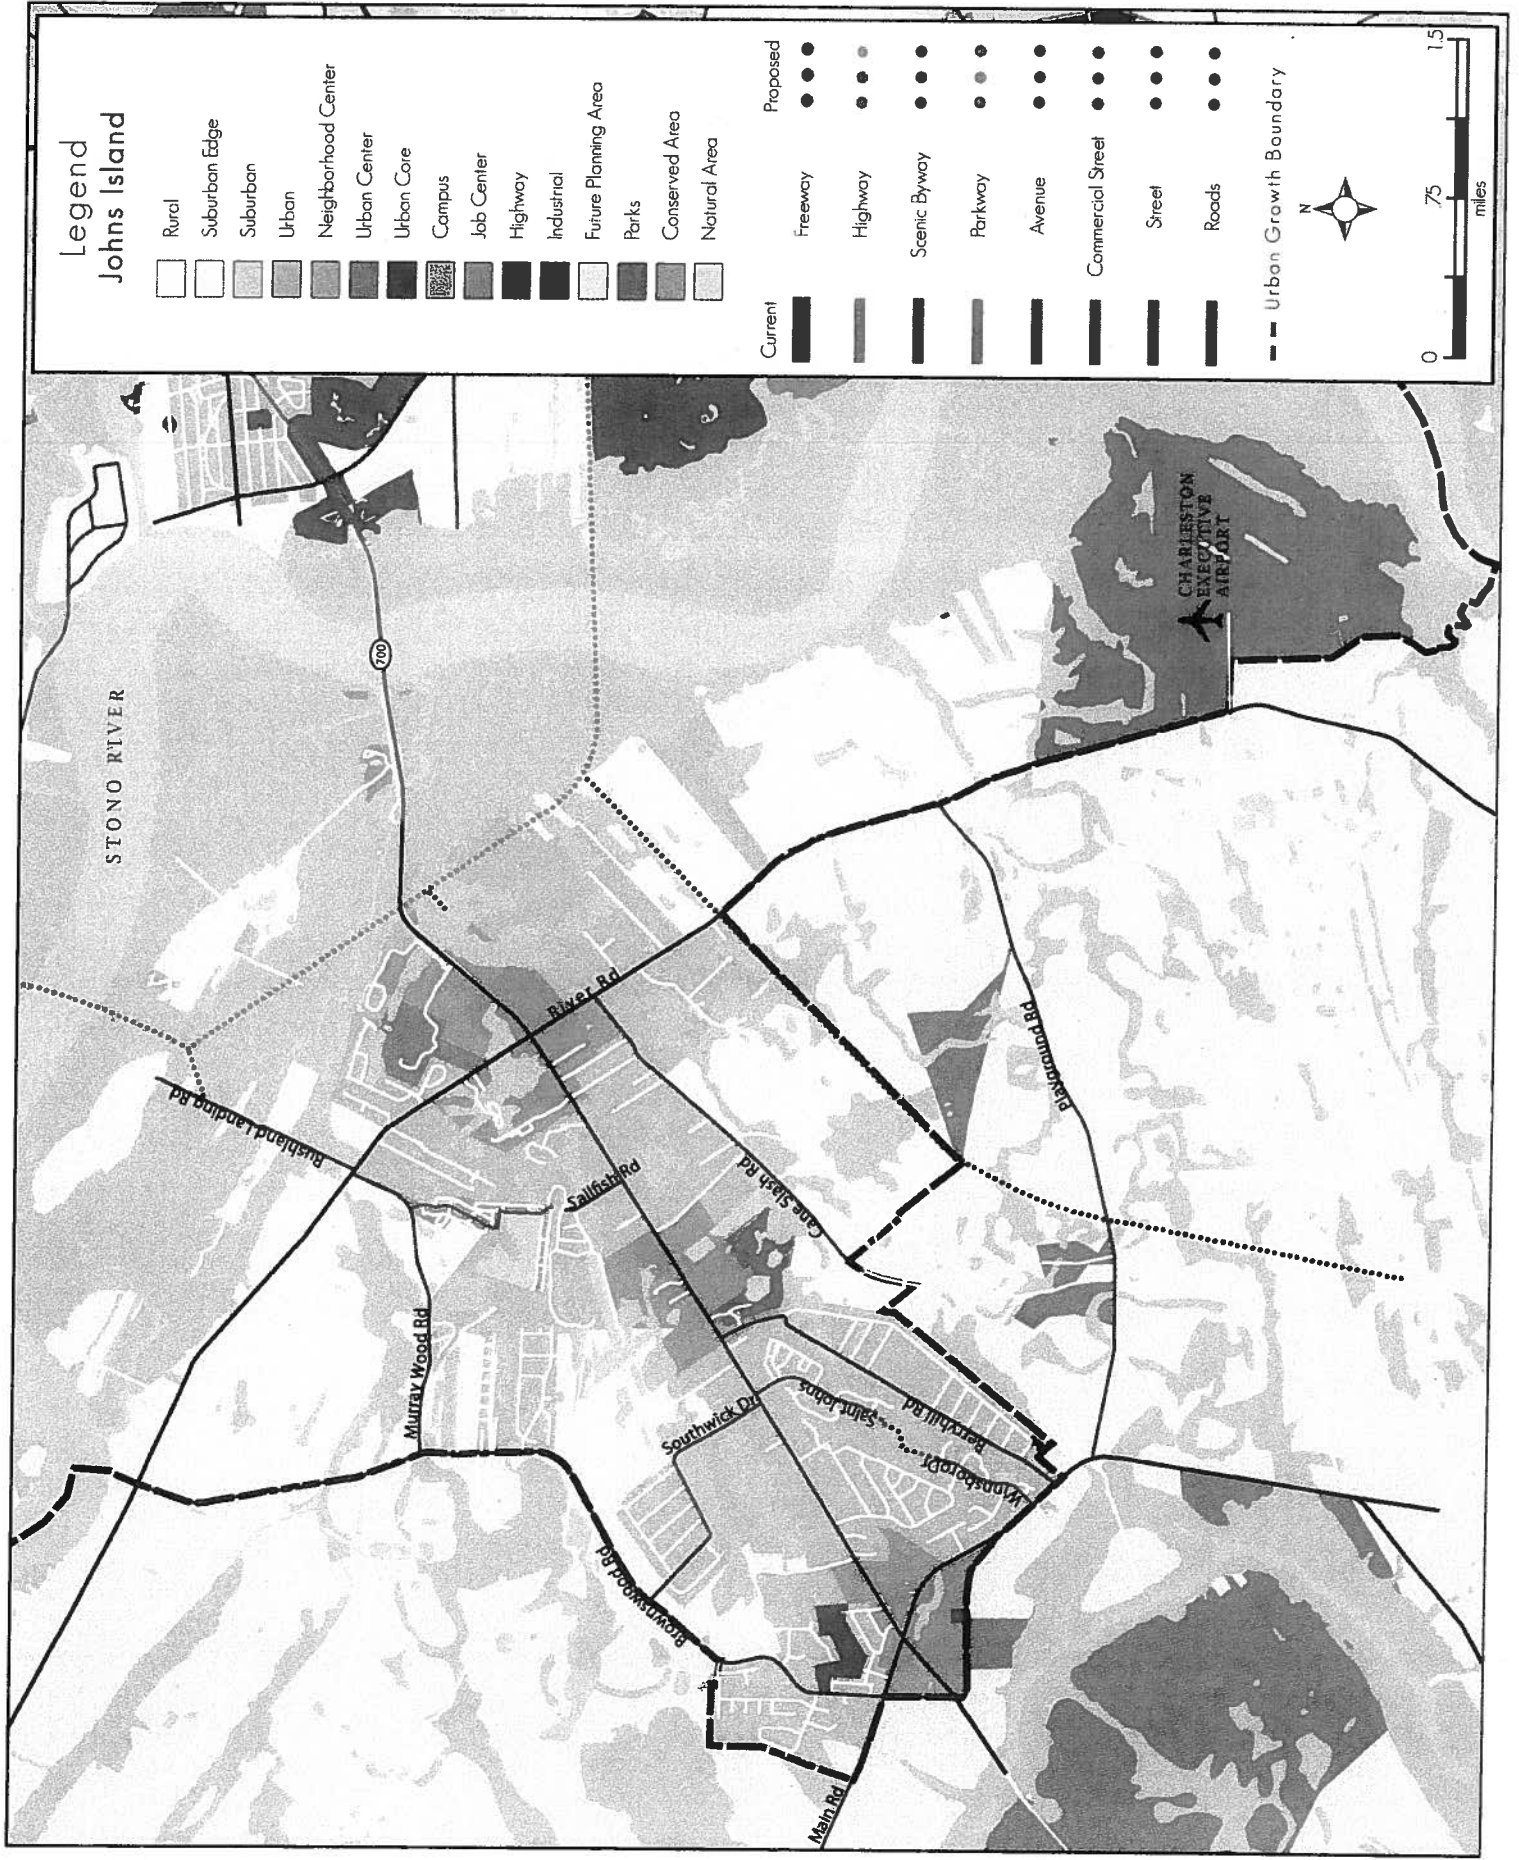 Legend
Johns Island
Rural
Suburban Edge
Suburban
Urban
Neighborhood Center
Urban Center
Urban Core
Campus
Job Center
Highway
Industrial
Future Planning Area
Parks
Conserved Area
Natural Area
Current
Proposed
Freeway
Highway
Scenic Byway
Parkway
Avenue
Commercial Street
Street
Roads
Urban Growth Boundary
N
0
.75
1.5
miles
STONO RIVER
700
CHARLESTON
EXECUTIVE
AIRPORT
River Rd
Rushland Landing Rd
Sailfish Rd
Cane Slash Rd
Playground Rd
Murray Wood Rd
Southwick Dr
Saint Johns
Berryhill Rd
Winnsboro Dr
Brownswood Rd
Main Rd